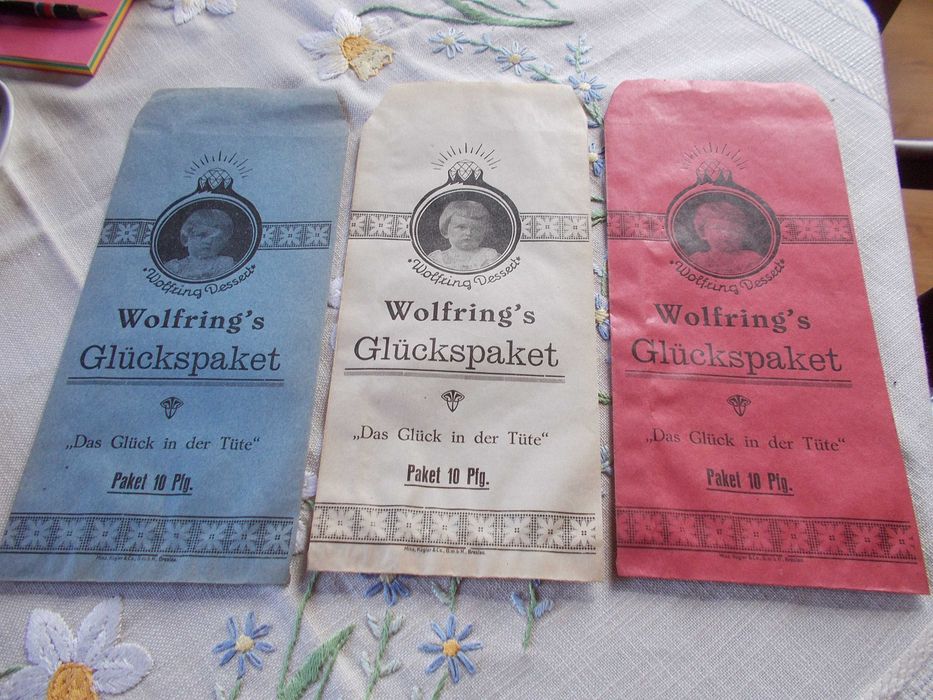 Wolfring Dessert
Wolfring's
Glückspaket
„Das Glück in der Tüte“
Paket 10 Pfg.
Wolfring Dessert
Wolfring's
Glückspaket
„Das Glück in der Tüte“
Paket 10 Pfg.
Wolfring Dessert
Wolfring's
Glückspaket
„Das Glück in der Tüte“
Paket 10 Pfg.